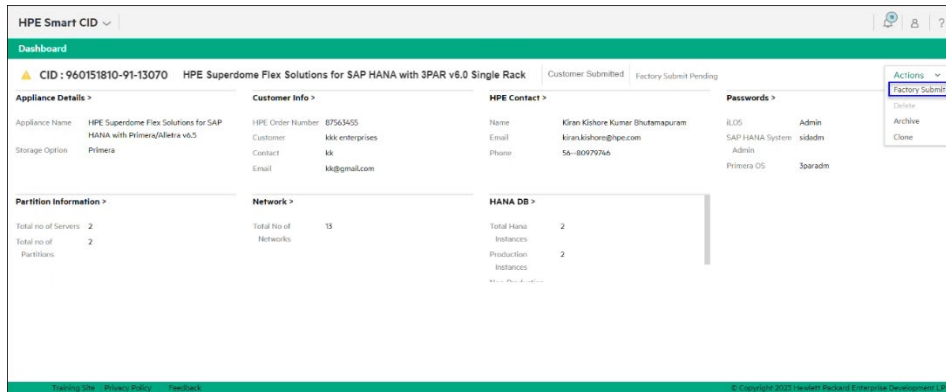 HPE Smart CID
?
Dashboard
CID : 960151810-91-13070 HPE Superdome Flex Solutions for SAP HANA with 3PAR v6.0 Single Rack Customer Submitted Factory Submit Pending Actions
Factory Submit
Delete
Archive
Clone
Appliance Details >
Appliance Name HPE Superdome Flex Solutions for SAP
HANA with Primera/Alletra v6.5
Storage Option Primera
Customer Info >
HPE Order Number 87563455
Customer kkk enterprises
Contact kk
Email kk@gmail.com
HPE Contact >
Name Kiran Kishore Kumar Bhutamapuram
Email kiran.kishore@hpe.com
Phone 56--80979746
Passwords >
iLO5 Admin
SAP HANA System sidadm
Admin
Primera OS 3paradm
Partition Information >
Total no of Servers 2
Total no of 2
Partitions
Network >
Total No of 13
Networks
HANA DB >
Total Hana 2
Instances
Production 2
Instances
Non-Production
Training Site Privacy Policy Feedback © Copyright 2023 Hewlett Packard Enterprise Development LP